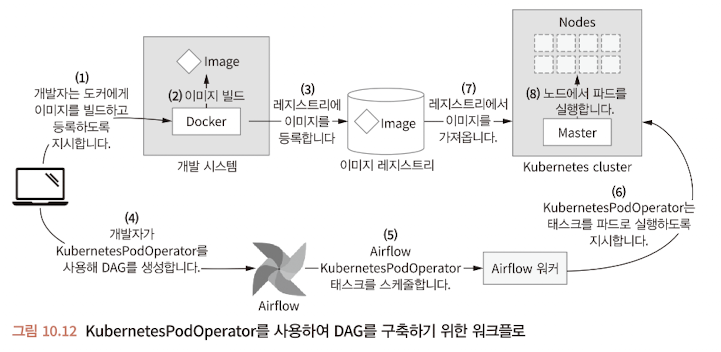 (1)
개발자는 도커에게
이미지를 빌드하고
등록하도록
지시합니다.
Image
(2) 이미지 빌드
Docker
개발 시스템
(3)
레지스트리에
이미지를
등록합니다
Image
이미지 레지스트리
(7)
레지스트리에서
이미지를
가져옵니다.
Nodes
(8) 노드에서 파드를
실행합니다.
Master
Kubernetes cluster
(4)
개발자가
KubernetesPodOperator를
사용해 DAG를 생성합니다.
Airflow
(5)
Airflow
KubernetesPodOperator
태스크를 스케줄합니다.
Airflow 워커
(6)
KubernetesPodOperator는
태스크를 파드로 실행하도록
지시합니다.
그림 10.12 KubernetesPodOperator를 사용하여 DAG를 구축하기 위한 워크플로